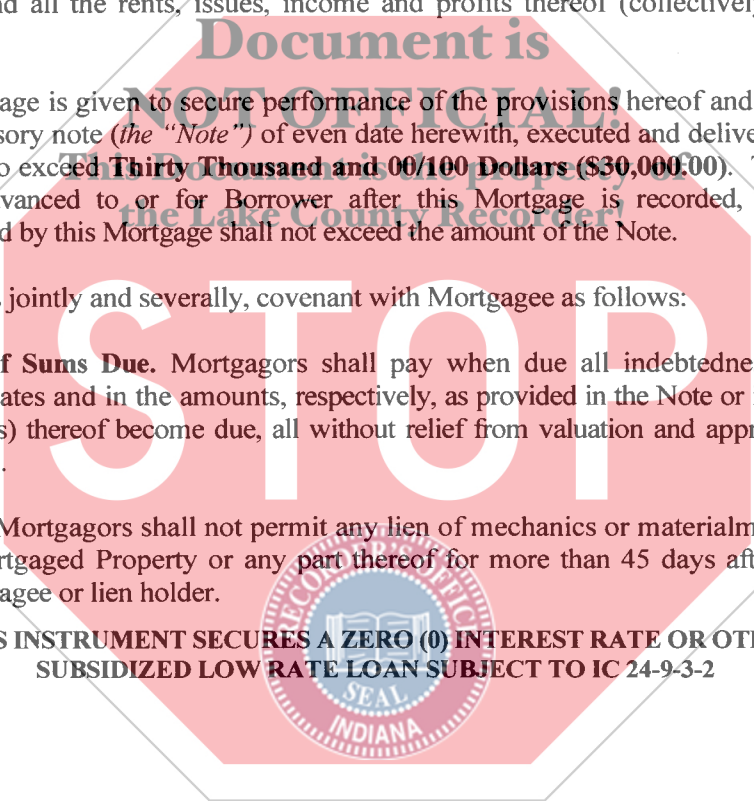 nd all the rents, issues, income and profits thereof (collectively
Document is
NOT OFFICIAL!
age is given to secure performance of the provisions hereof and
sory note (the “Note”) of even date herewith, executed and delive
o exceed Thirty Thousand and 00/100 Dollars ($30,000.00).
This Document is the property of
dvanced to or for Borrower after this Mortgage is recorded,
the Lake County Recorder!
d by this Mortgage shall not exceed the amount of the Note.
jointly and severally, covenant with Mortgagee as follows:
STOP
f Sums Due. Mortgagors shall pay when due all indebtedne
ates and in the amounts, respectively, as provided in the Note or
s) thereof become due, all without relief from valuation and appr
.
Mortgagors shall not permit any lien of mechanics or materialm
rtgaged Property or any part thereof for more than 45 days aft
agee or lien holder.
RECORDER'S OFFICE
S INSTRUMENT SECURES A ZERO (0) INTEREST RATE OR OTH
SUBSIDIZED LOW RATE LOAN SUBJECT TO IC 24-9-3-2
SEAL
INDIANA